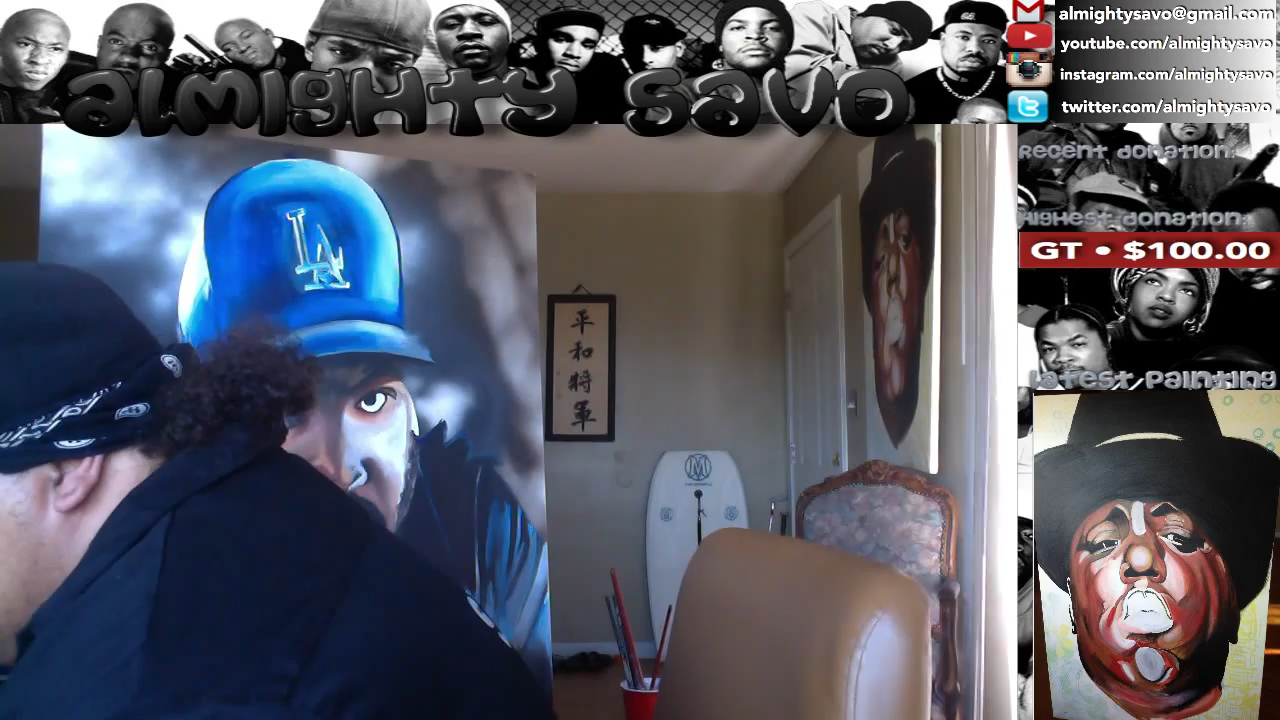 almighty savo
almightysavo@gmail.com
youtube.com/almightysavo
instagram.com/almightysavo
twitter.com/almightysavo
Recent donation:
Highest donation:
GT • $100.00
Latest painting
LA
平
和
將
軍